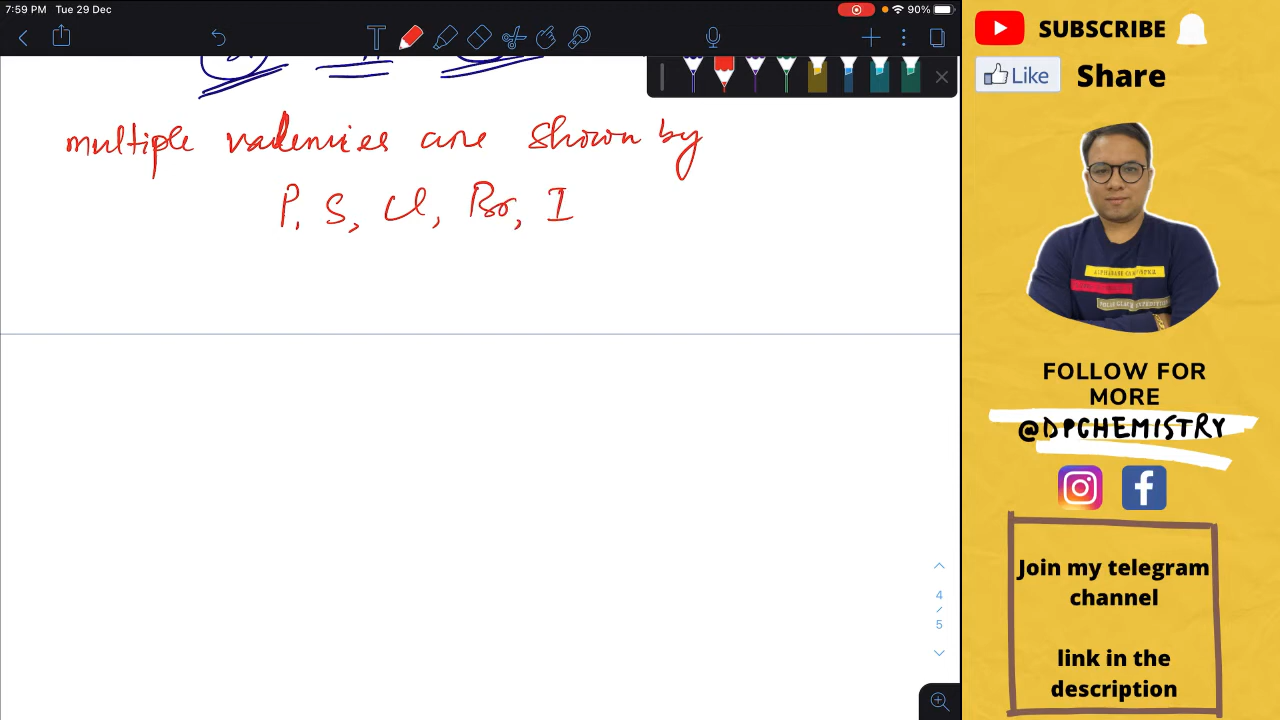 7:59 PM Tue 29 Dec
90%
multiple valencies are shown by
P, S, Cl, Br, I
4
5
SUBSCRIBE
Like Share
FOLLOW FOR
MORE
@DPCHEMISTRY
Join my telegram
channel
link in the
description